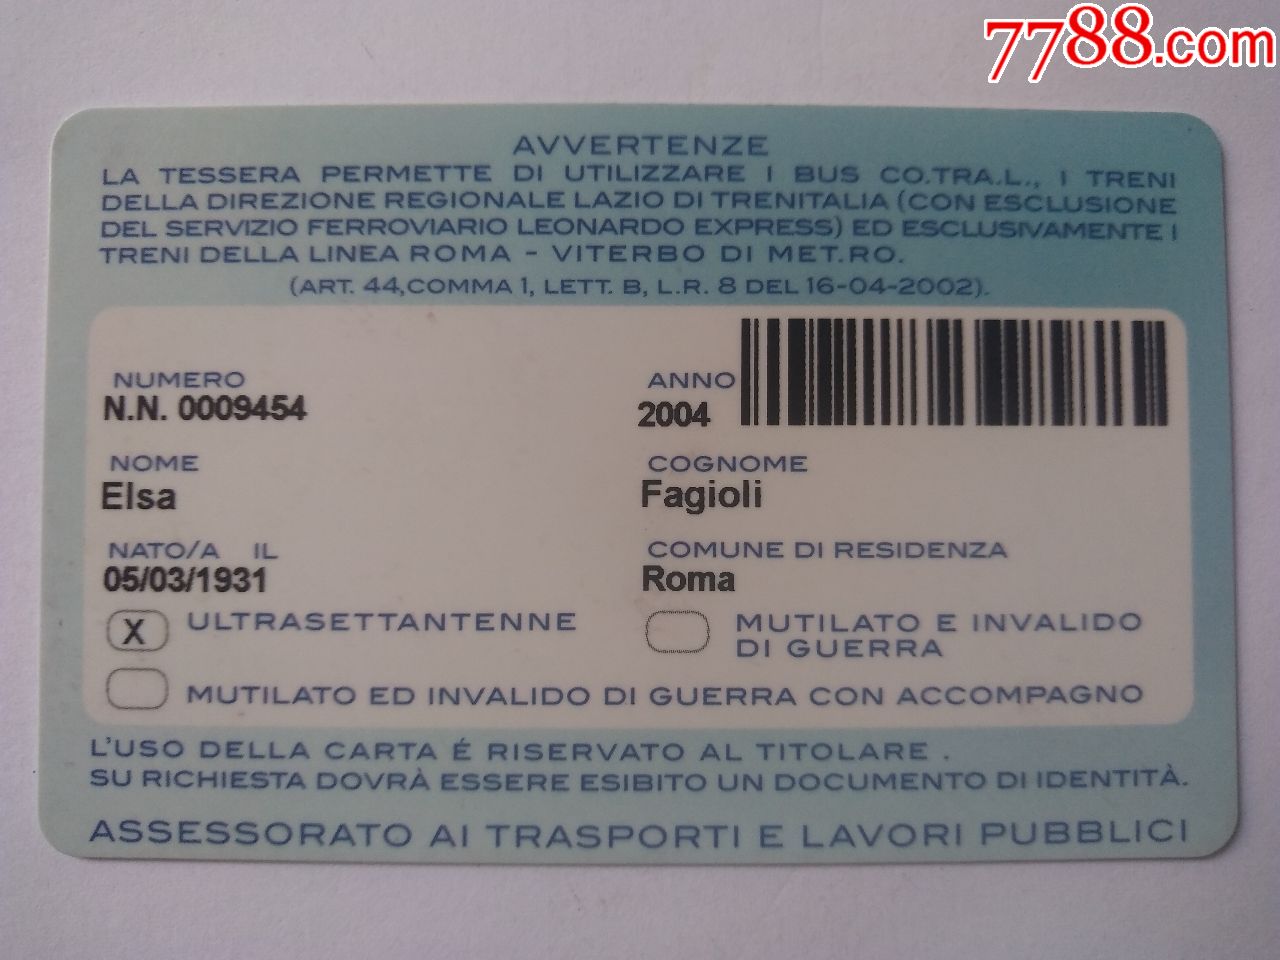 7788.com
AVVERTENZE
LA TESSERA PERMETTE DI UTILIZZARE I BUS CO.TRA.L., I TRENI
DELLA DIREZIONE REGIONALE LAZIO DI TRENITALIA (CON ESCLUSIONE
DEL SERVIZIO FERROVIARIO LEONARDO EXPRESS) ED ESCLUSIVAMENTE I
TRENI DELLA LINEA ROMA - VITERBO DI MET.RO.
(ART. 44,COMMA 1, LETT. B, L.R. 8 DEL 16-04-2002).
NUMERO ANNO
N.N. 0009454 2004
NOME COGNOME
Elsa Fagioli
NATO/A IL COMUNE DI RESIDENZA
05/03/1931 Roma
X ULTRASETTANTENNE MUTILATO E INVALIDO
DI GUERRA
MUTILATO ED INVALIDO DI GUERRA CON ACCOMPAGNO
L'USO DELLA CARTA É RISERVATO AL TITOLARE .
SU RICHIESTA DOVRÀ ESSERE ESIBITO UN DOCUMENTO DI IDENTITÀ.
ASSESSORATO AI TRASPORTI E LAVORI PUBBLICI